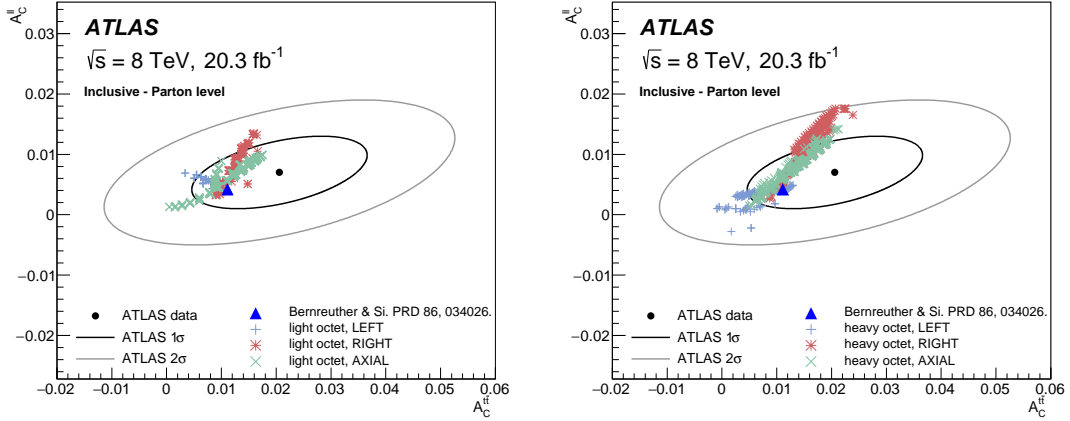 A_C^ll
0.03
0.02
0.01
0
−0.01
−0.02
ATLAS
√s = 8 TeV, 20.3 fb⁻¹
Inclusive - Parton level
ATLAS data
ATLAS 1σ
ATLAS 2σ
Bernreuther & Si. PRD 86, 034026.
light octet, LEFT
light octet, RIGHT
light octet, AXIAL
−0.02 −0.01 0 0.01 0.02 0.03 0.04 0.05 0.06
A_C^tt̄
A_C^ll
0.03
0.02
0.01
0
−0.01
−0.02
ATLAS
√s = 8 TeV, 20.3 fb⁻¹
Inclusive - Parton level
ATLAS data
ATLAS 1σ
ATLAS 2σ
Bernreuther & Si. PRD 86, 034026.
heavy octet, LEFT
heavy octet, RIGHT
heavy octet, AXIAL
−0.02 −0.01 0 0.01 0.02 0.03 0.04 0.05 0.06
A_C^tt̄